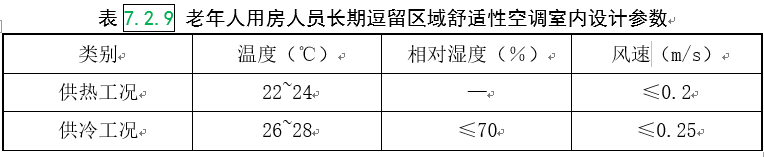 表 7.2.9 老年人用房人员长期逗留区域舒适性空调室内设计参数
类别 温度（℃） 相对湿度（%） 风速（m/s）
供热工况 22~24 — ≤0.2
供冷工况 26~28 ≤70 ≤0.25